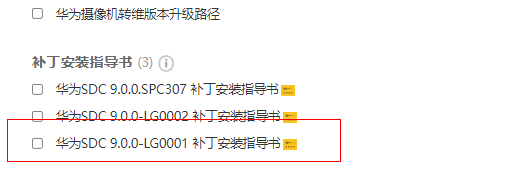 华为摄像机转维版本升级路径
补丁安装指导书 (3)
华为SDC 9.0.0.SPC307 补丁安装指导书
华为SDC 9.0.0-LG0002 补丁安装指导书
华为SDC 9.0.0-LG0001 补丁安装指导书